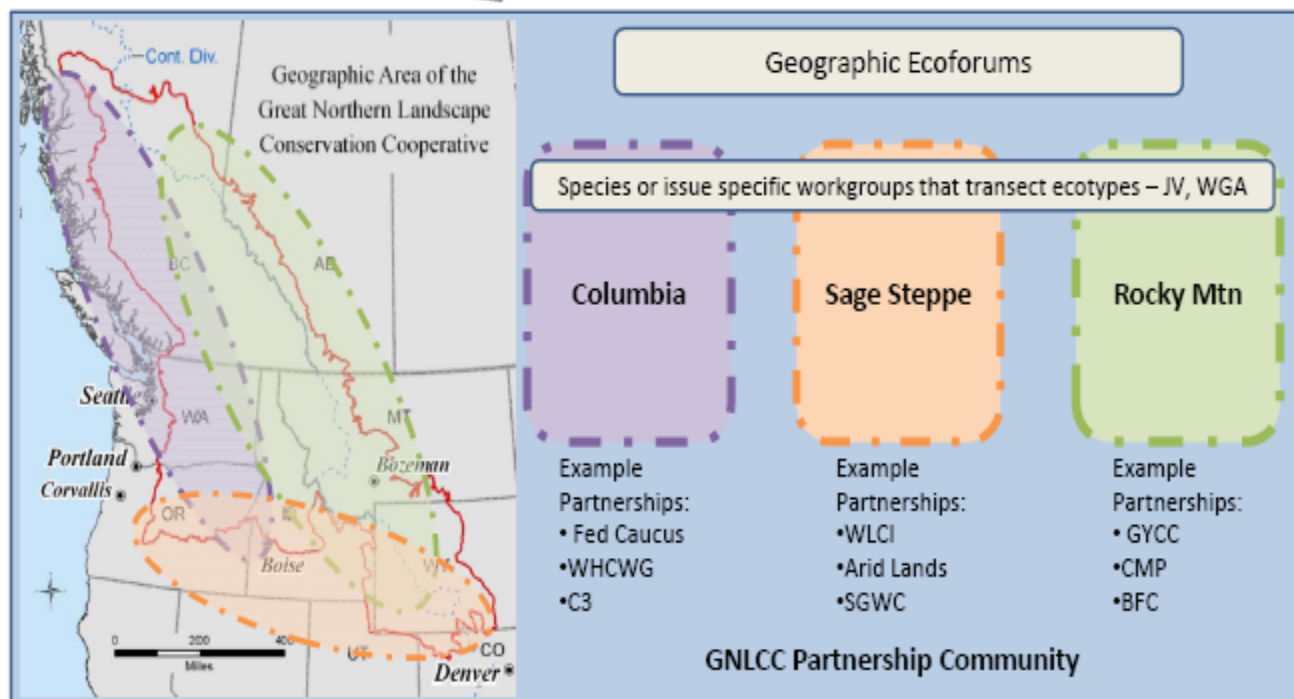 Cont. Div.
Geographic Area of the
Great Northern Landscape
Conservation Cooperative
BC
AB
Seattle
WA
MT
Portland
Bozeman
Corvallis
OR
ID
Boise
WY
0 200 400
Miles
UT
CO
Denver
Geographic Ecoforums
Species or issue specific workgroups that transect ecotypes – JV, WGA
Columbia
Sage Steppe
Rocky Mtn
Example
Partnerships:
• Fed Caucus
•WHCWG
•C3
Example
Partnerships:
•WLCI
•Arid Lands
•SGWC
Example
Partnerships:
• GYCC
•CMP
•BFC
GNLCC Partnership Community